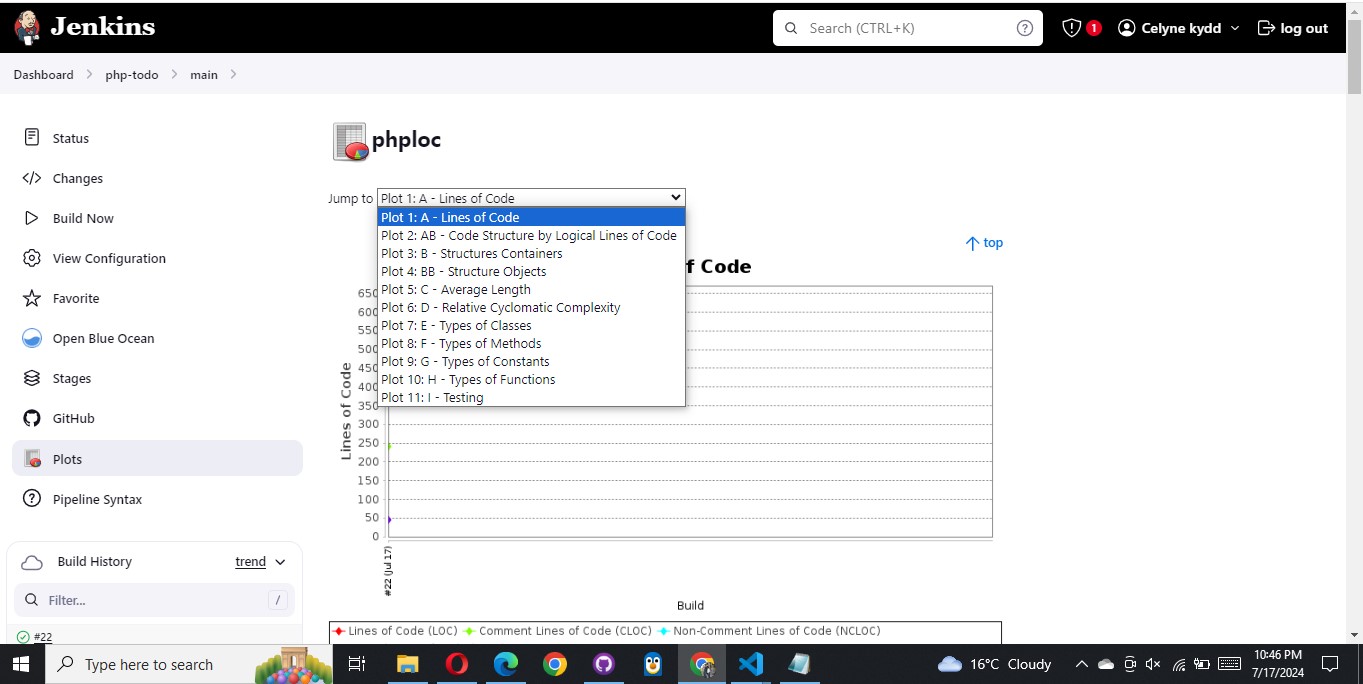 Jenkins
Search (CTRL+K)
?
1
Celyne kydd
log out
Dashboard
php-todo
main
Status
Changes
Build Now
View Configuration
Favorite
Open Blue Ocean
Stages
GitHub
Plots
Pipeline Syntax
Build History
trend
Filter...
/
#22
phploc
Jump to
Plot 1: A - Lines of Code
Plot 1: A - Lines of Code
Plot 2: AB - Code Structure by Logical Lines of Code
Plot 3: B - Structures Containers
Plot 4: BB - Structure Objects
Plot 5: C - Average Length
Plot 6: D - Relative Cyclomatic Complexity
Plot 7: E - Types of Classes
Plot 8: F - Types of Methods
Plot 9: G - Types of Constants
Plot 10: H - Types of Functions
Plot 11: I - Testing
top
f Code
Lines of Code
650
600
550
500
450
400
350
300
250
200
150
100
50
0
#22 (Jul 17)
Build
Lines of Code (LOC) Comment Lines of Code (CLOC) Non-Comment Lines of Code (NCLOC)
Type here to search
16°C Cloudy
10:46 PM
7/17/2024